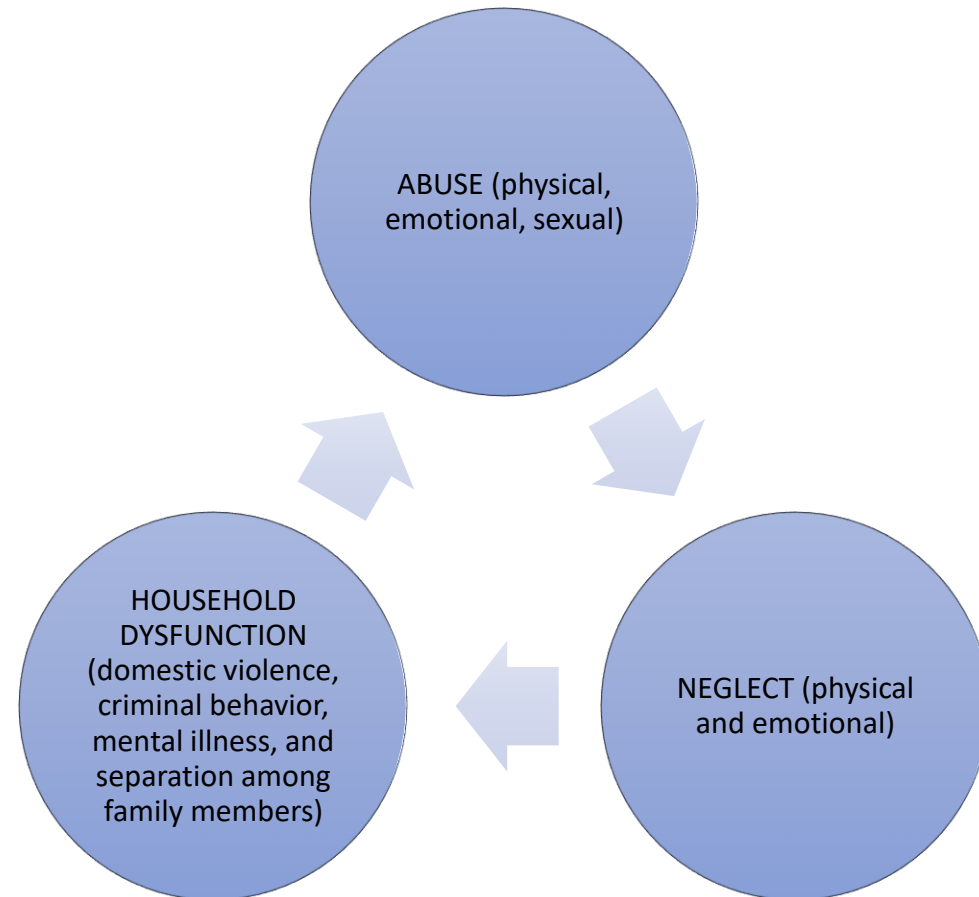 ABUSE (physical,
emotional, sexual)
NEGLECT (physical
and emotional)
HOUSEHOLD
DYSFUNCTION
(domestic violence,
criminal behavior,
mental illness, and
separation among
family members)